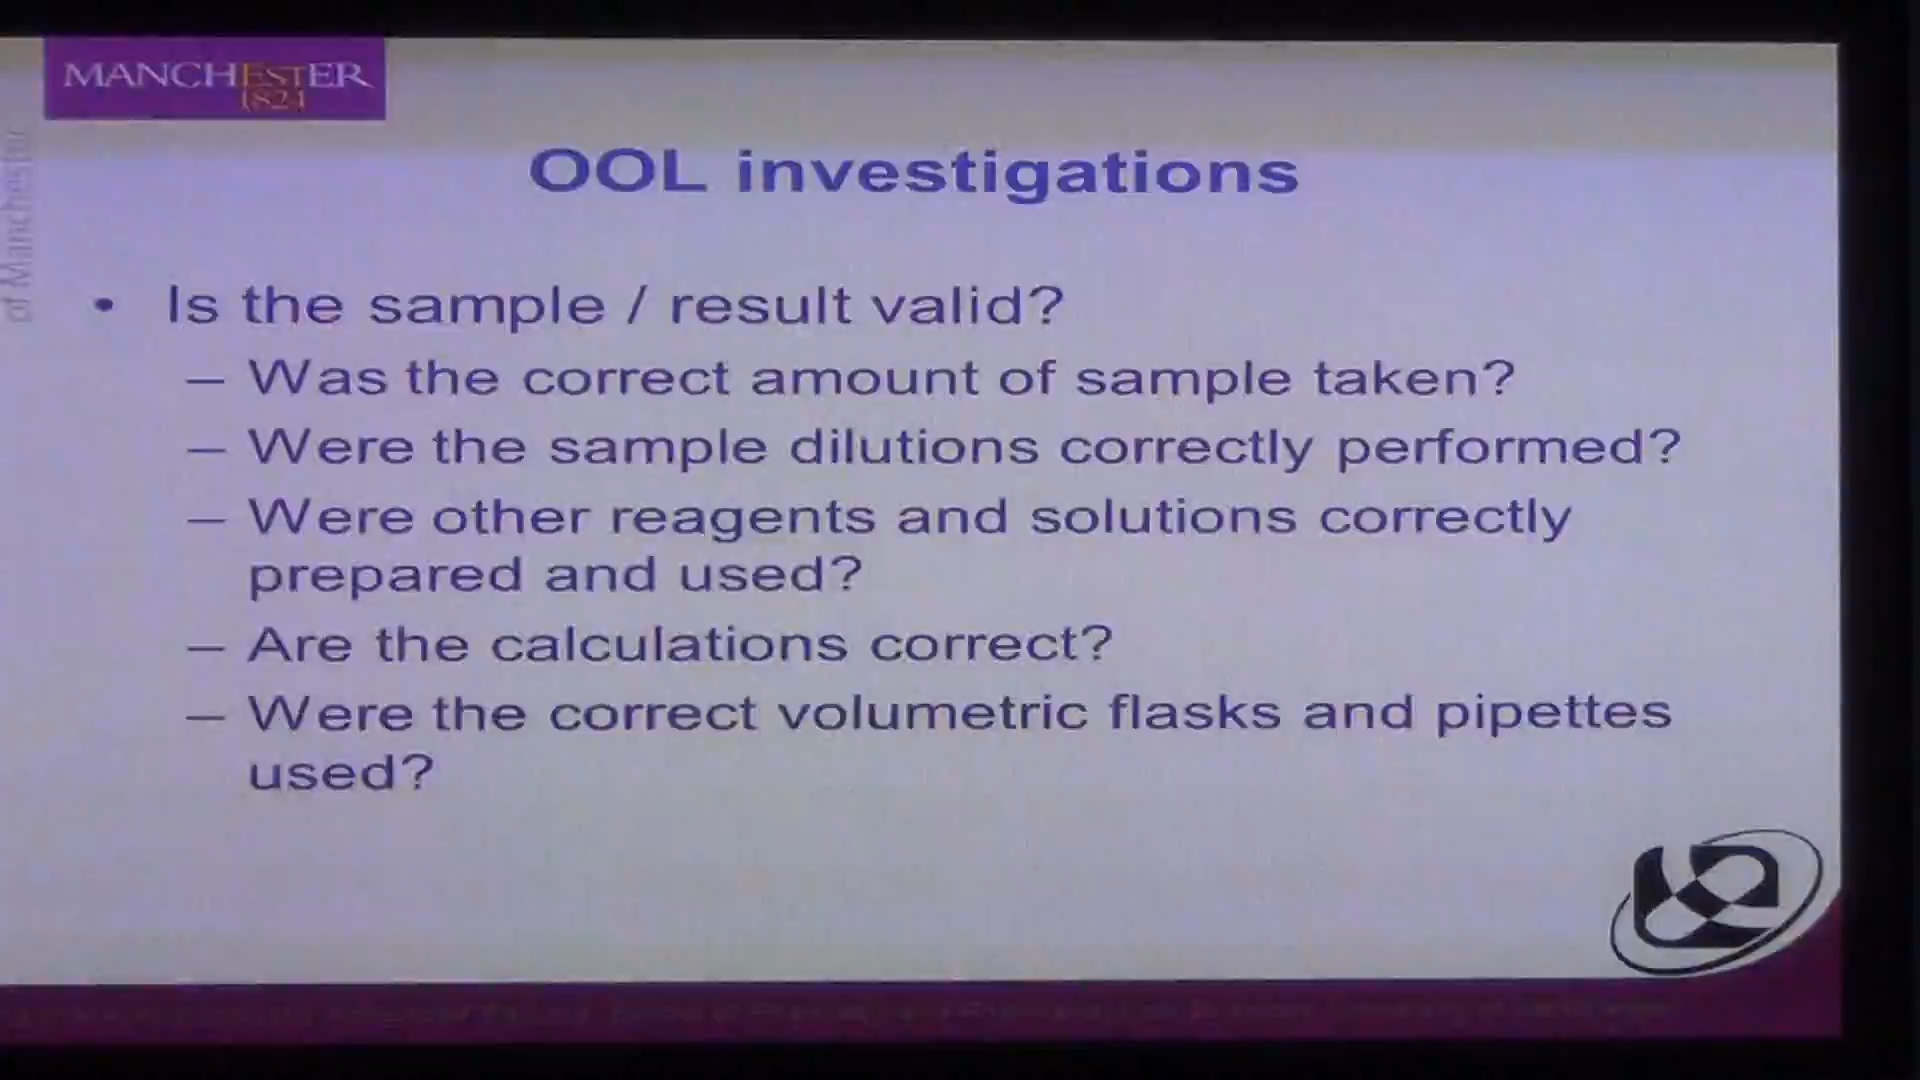 MANCHESTER
1824
of Manchester
OOL investigations
• Is the sample / result valid?
– Was the correct amount of sample taken?
– Were the sample dilutions correctly performed?
– Were other reagents and solutions correctly
prepared and used?
– Are the calculations correct?
– Were the correct volumetric flasks and pipettes
used?